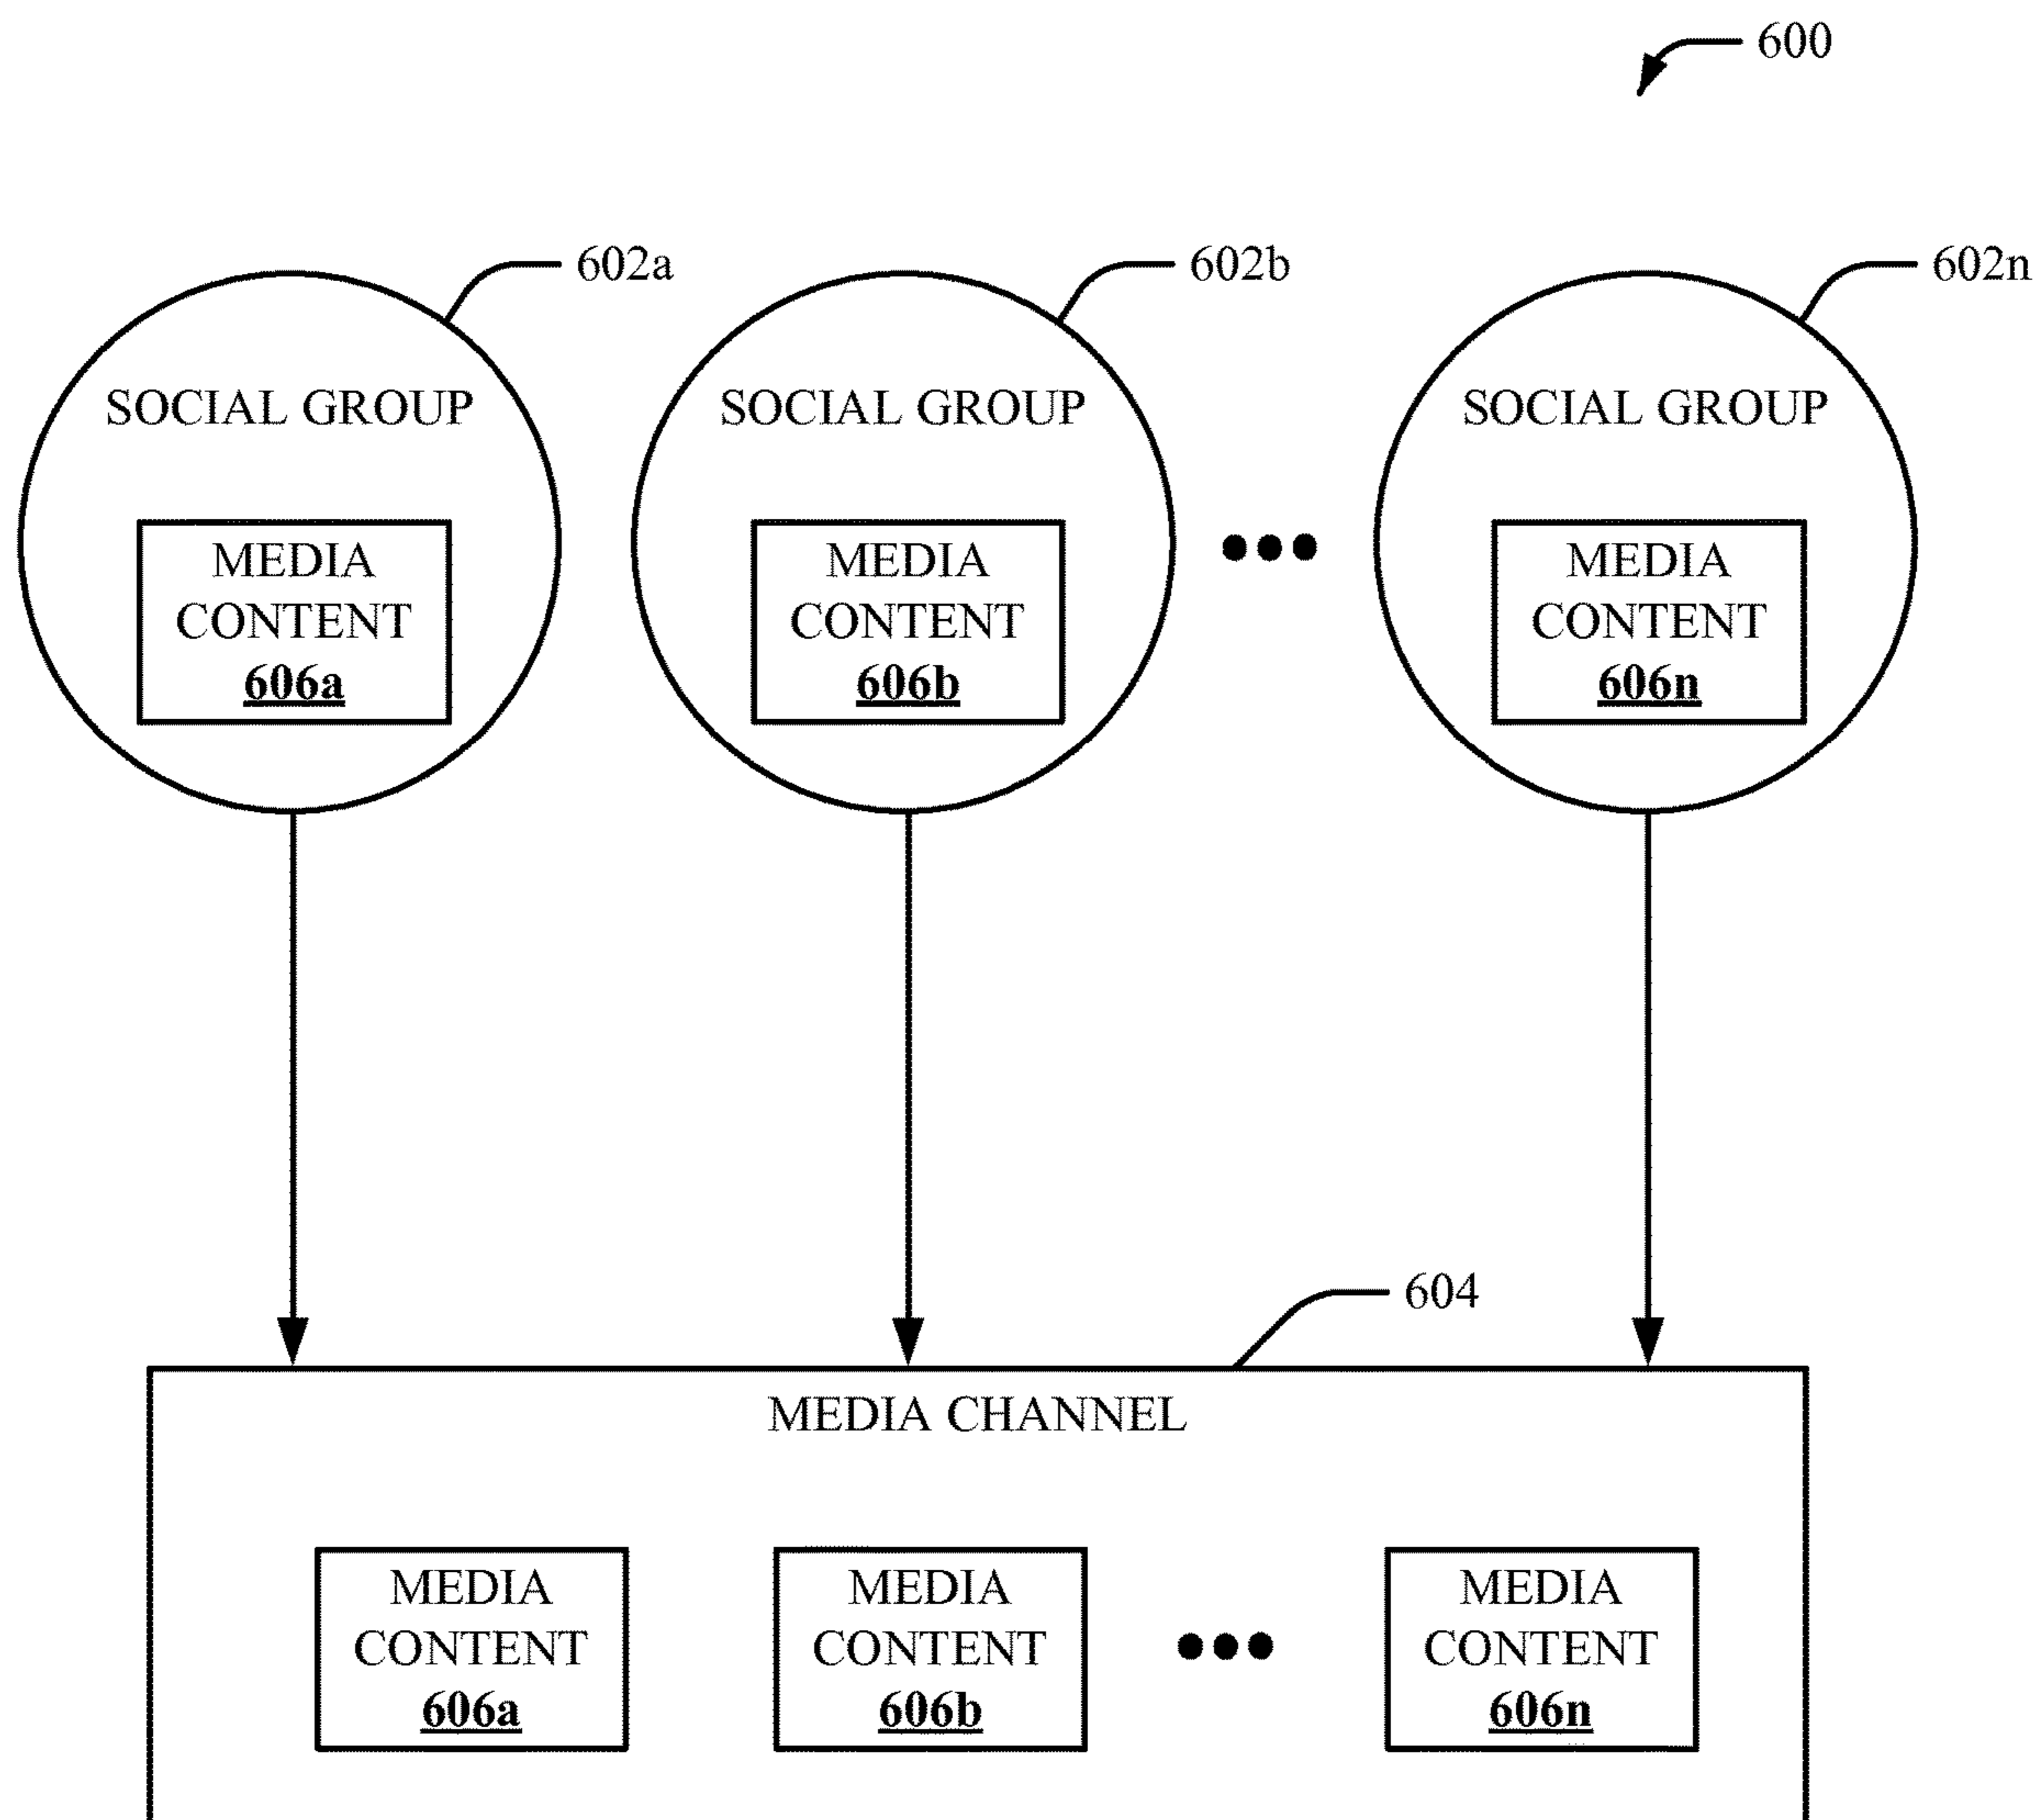 600
602a
602b
602n
SOCIAL GROUP
SOCIAL GROUP
SOCIAL GROUP
MEDIA
CONTENT
606a
MEDIA
CONTENT
606b
MEDIA
CONTENT
606n
604
MEDIA CHANNEL
MEDIA
CONTENT
606a
MEDIA
CONTENT
606b
MEDIA
CONTENT
606n